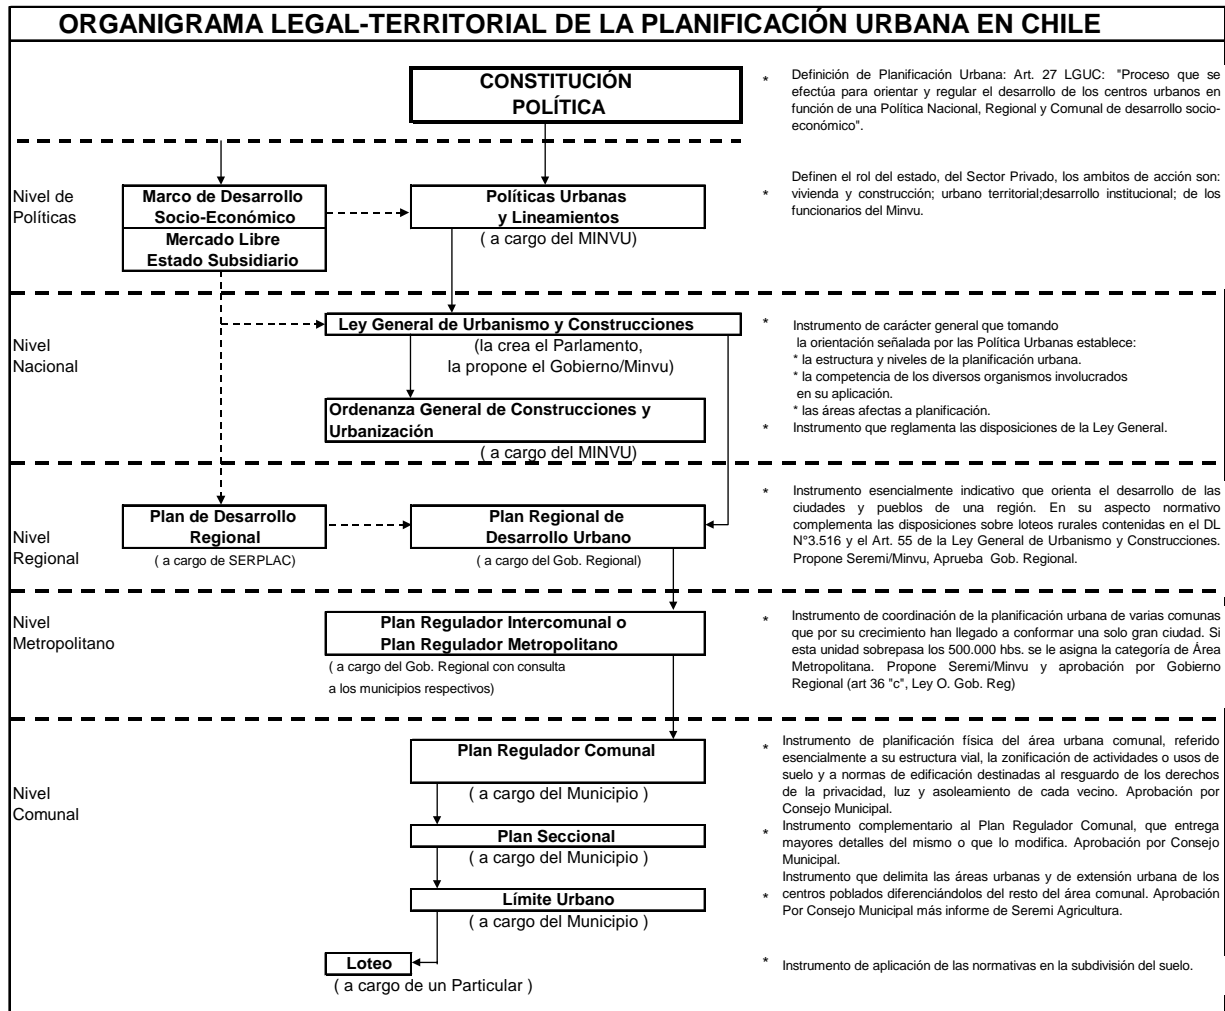 ORGANIGRAMA LEGAL-TERRITORIAL DE LA PLANIFICACIÓN URBANA EN CHILE
CONSTITUCIÓN
POLÍTICA
* Definición de Planificación Urbana: Art. 27 LGUC: "Proceso que se
efectúa para orientar y regular el desarrollo de los centros urbanos en
función de una Política Nacional, Regional y Comunal de desarrollo socio-
económico".
Nivel de
Políticas
Marco de Desarrollo
Socio-Económico
Mercado Libre
Estado Subsidiario
Políticas Urbanas
y Lineamientos
( a cargo del MINVU)
Definen el rol del estado, del Sector Privado, los ambitos de acción son:
* vivienda y construcción; urbano territorial;desarrollo institucional; de los
funcionarios del Minvu.
Nivel
Nacional
Ley General de Urbanismo y Construcciones
(la crea el Parlamento,
la propone el Gobierno/Minvu)
Ordenanza General de Construcciones y
Urbanización
( a cargo del MINVU)
* Instrumento de carácter general que tomando
la orientación señalada por las Política Urbanas establece:
* la estructura y niveles de la planificación urbana.
* la competencia de los diversos organismos involucrados
en su aplicación.
* las áreas afectas a planificación.
* Instrumento que reglamenta las disposiciones de la Ley General.
Nivel
Regional
Plan de Desarrollo
Regional
( a cargo de SERPLAC)
Plan Regional de
Desarrollo Urbano
( a cargo del Gob. Regional)
* Instrumento esencialmente indicativo que orienta el desarrollo de las
ciudades y pueblos de una región. En su aspecto normativo
complementa las disposiciones sobre loteos rurales contenidas en el DL
N°3.516 y el Art. 55 de la Ley General de Urbanismo y Construcciones.
Propone Seremi/Minvu, Aprueba Gob. Regional.
Nivel
Metropolitano
Plan Regulador Intercomunal o
Plan Regulador Metropolitano
( a cargo del Gob. Regional con consulta
a los municipios respectivos)
* Instrumento de coordinación de la planificación urbana de varias comunas
que por su crecimiento han llegado a conformar una solo gran ciudad. Si
esta unidad sobrepasa los 500.000 hbs. se le asigna la categoría de Área
Metropolitana. Propone Seremi/Minvu y aprobación por Gobierno
Regional (art 36 "c", Ley O. Gob. Reg)
Nivel
Comunal
Plan Regulador Comunal
( a cargo del Municipio )
Plan Seccional
( a cargo del Municipio )
Límite Urbano
( a cargo del Municipio )
Loteo
( a cargo de un Particular )
* Instrumento de planificación física del área urbana comunal, referido
esencialmente a su estructura vial, la zonificación de actividades o usos de
suelo y a normas de edificación destinadas al resguardo de los derechos
de la privacidad, luz y asoleamiento de cada vecino. Aprobación por
Consejo Municipal.
* Instrumento complementario al Plan Regulador Comunal, que entrega
mayores detalles del mismo o que lo modifica. Aprobación por Consejo
Municipal.
Instrumento que delimita las áreas urbanas y de extensión urbana de los
* centros poblados diferenciándolos del resto del área comunal. Aprobación
Por Consejo Municipal más informe de Seremi Agricultura.
* Instrumento de aplicación de las normativas en la subdivisión del suelo.